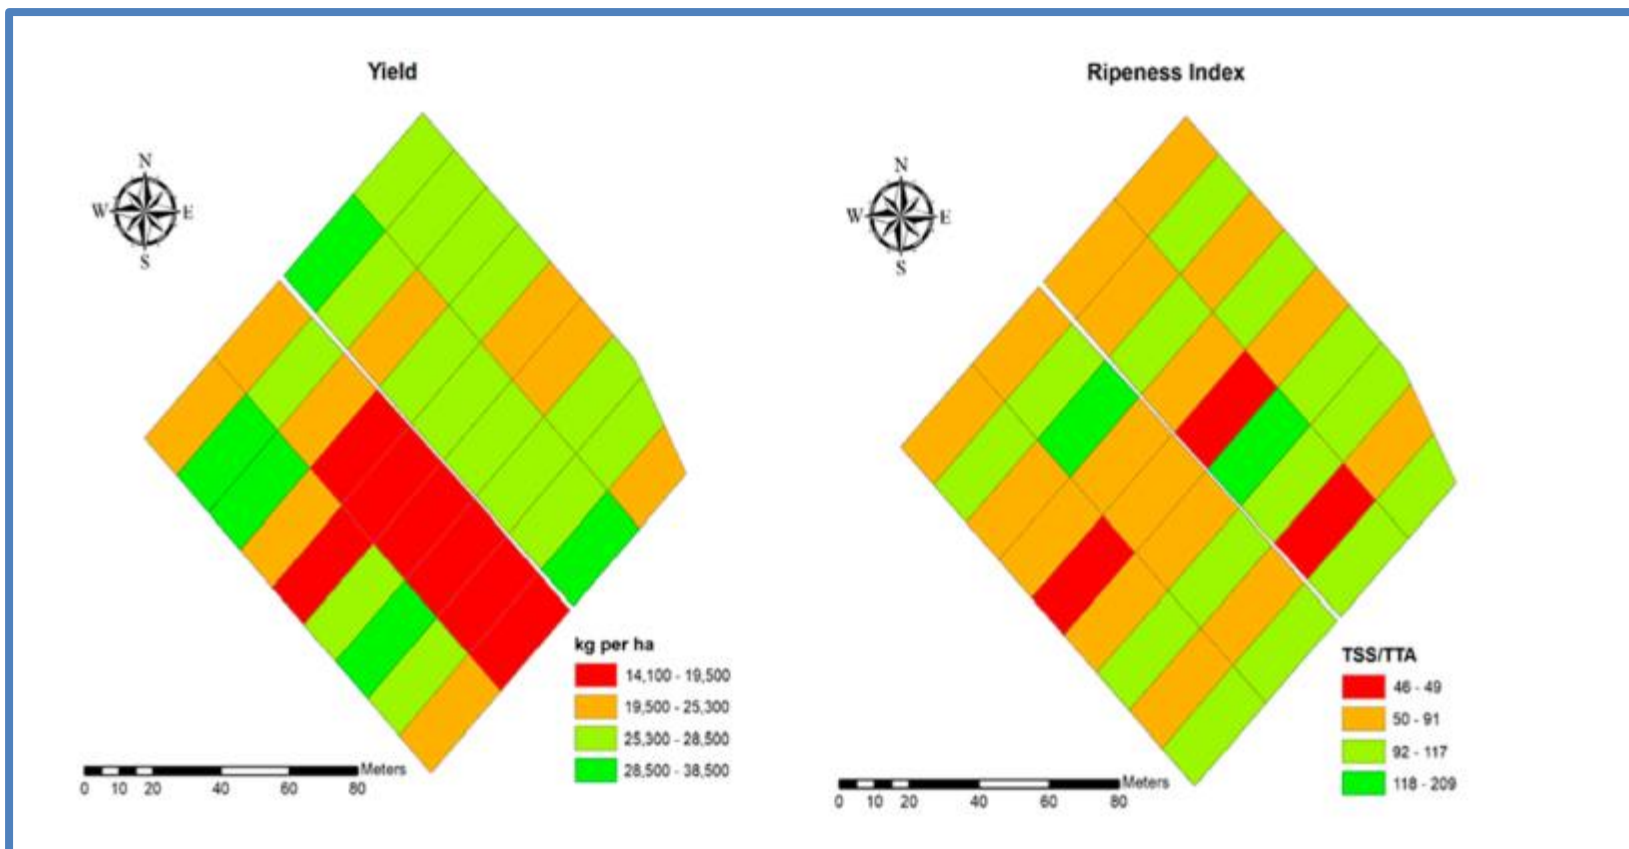 Yield
N
W E
S
kg per ha
14,100 - 19,500
19,500 - 25,300
25,300 - 28,500
28,500 - 38,500
Meters
0 10 20 40 60 80
Ripeness Index
N
W E
S
TSS/TTA
46 - 49
50 - 91
92 - 117
118 - 209
Meters
0 10 20 40 60 80